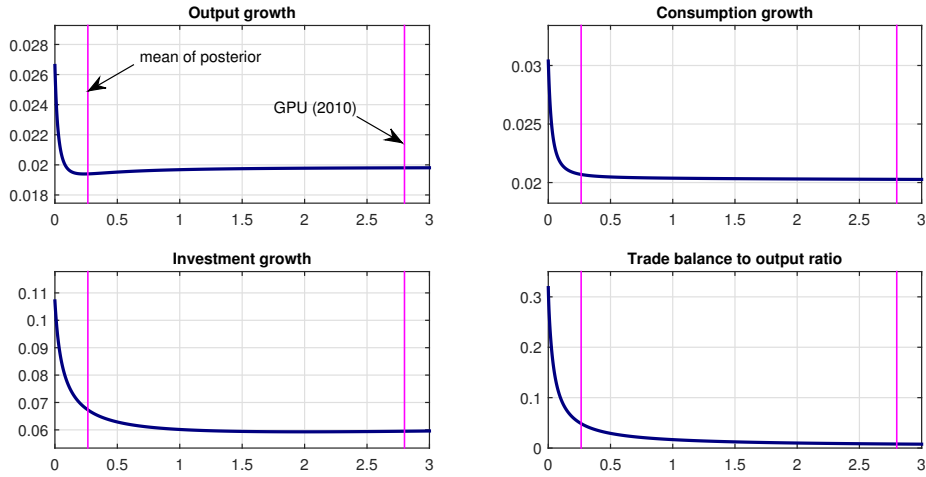 Output growth
0.028
0.026
0.024
0.022
0.02
0.018
mean of posterior
GPU (2010)
0 0.5 1 1.5 2 2.5 3
Consumption growth
0.03
0.025
0.02
0 0.5 1 1.5 2 2.5 3
Investment growth
0.11
0.1
0.09
0.08
0.07
0.06
0 0.5 1 1.5 2 2.5 3
Trade balance to output ratio
0.3
0.2
0.1
0
0 0.5 1 1.5 2 2.5 3